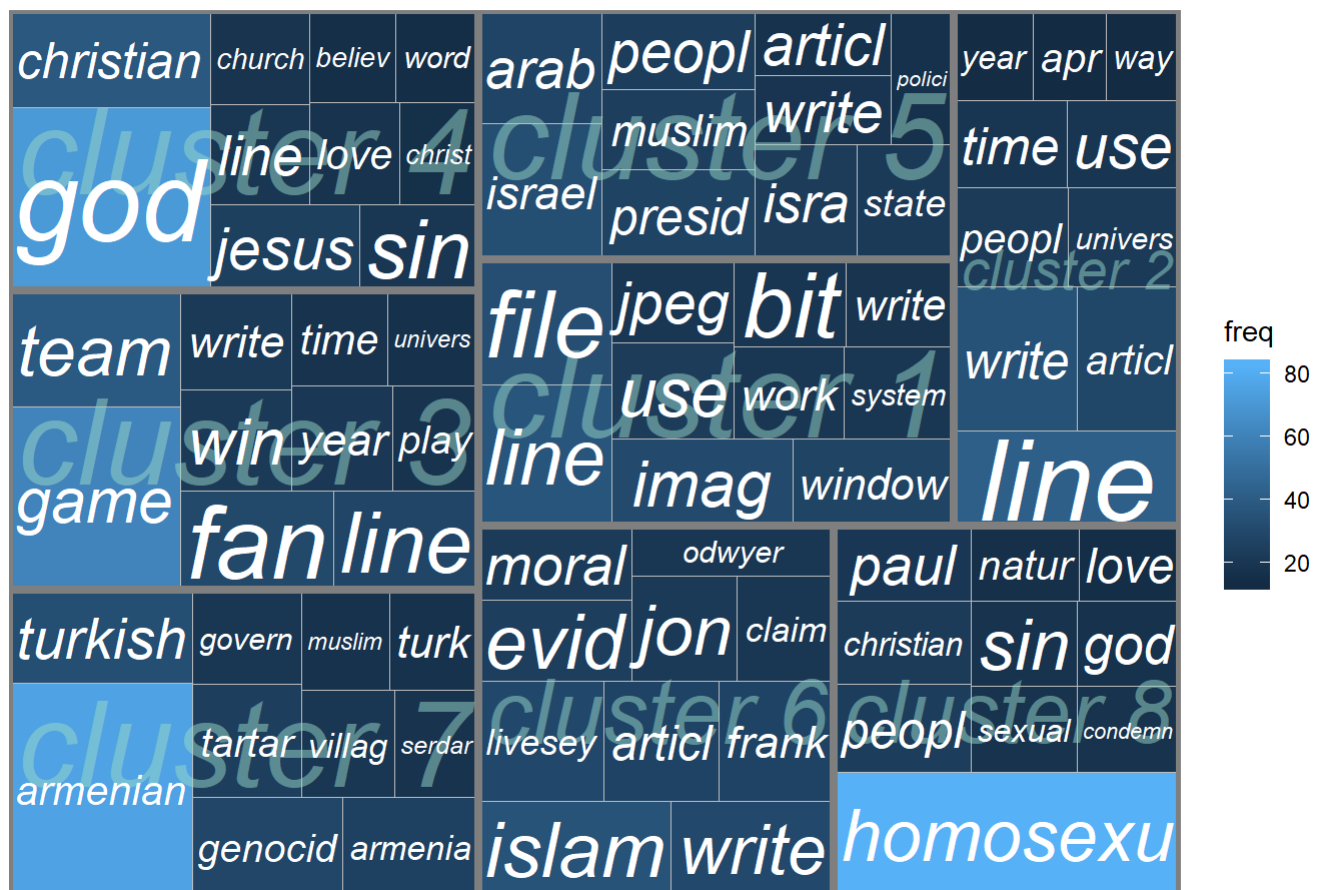 christian
church
believ
word
god
line
love
christ
jesus
sin
cluster 4
arab
peopl
articl
polici
write
muslim
israel
presid
isra
state
cluster 5
year
apr
way
time
use
peopl
univers
write
articl
line
cluster 2
team
write
time
univers
game
win
year
play
fan
line
cluster 3
file
jpeg
bit
write
use
work
system
line
imag
window
cluster 1
turkish
govern
muslim
turk
armenian
tartar
villag
serdar
genocid
armenia
cluster 7
moral
odwyer
evid
jon
claim
livesey
articl
frank
islam
write
cluster 6
paul
natur
love
christian
sin
god
peopl
sexual
condemn
homosexu
cluster 8
freq
80
60
40
20